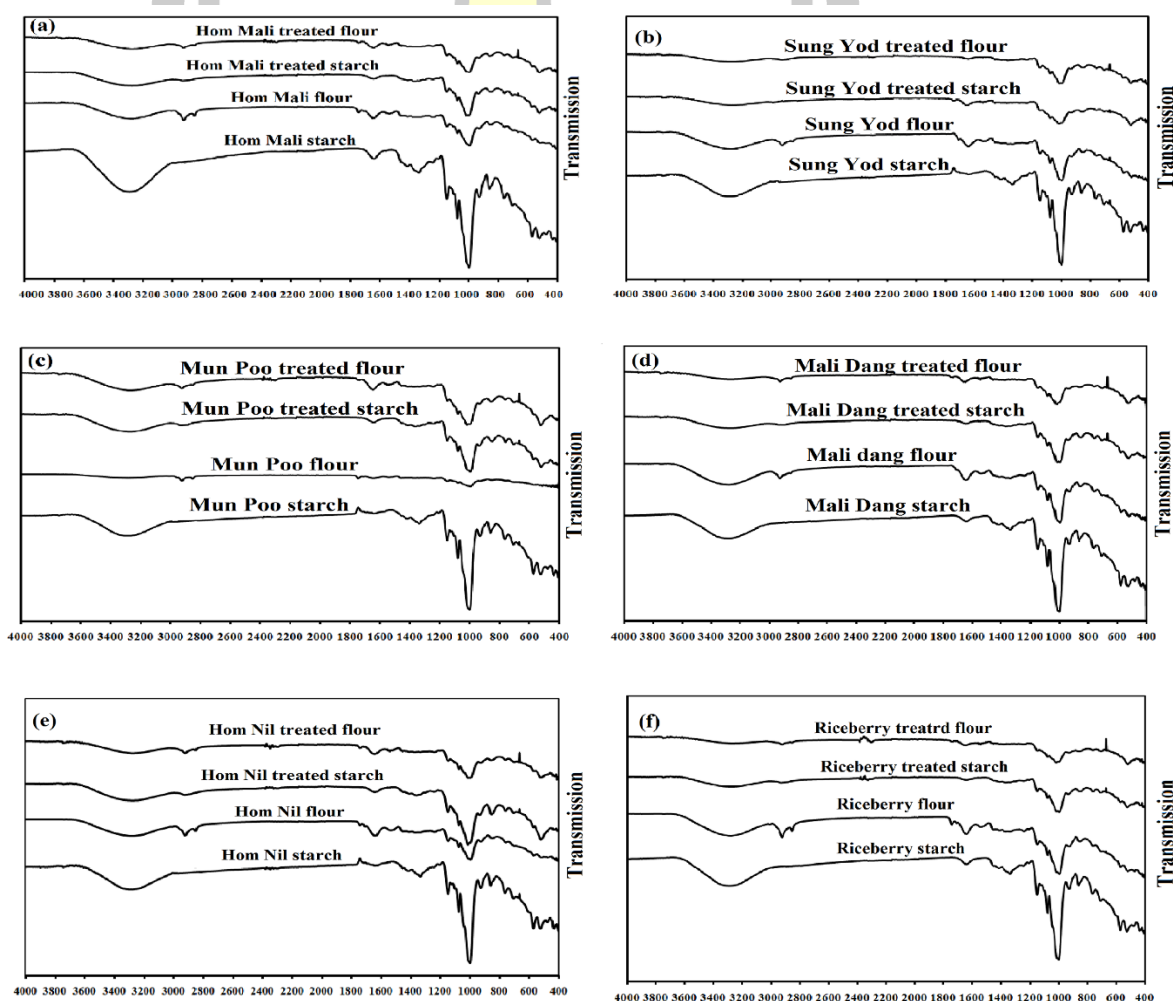 (a)
Hom Mali treated flour
Hom Mali treated starch
Hom Mali flour
Hom Mali starch
Transmission
4000 3800 3600 3400 3200 3000 2800 2600 2400 2200 2000 1800 1600 1400 1200 1000 800 600 400
(b)
Sung Yod treated flour
Sung Yod treated starch
Sung Yod flour
Sung Yod starch
Transmission
4000 3800 3600 3400 3200 3000 2800 2600 2400 2200 2000 1800 1600 1400 1200 1000 800 600 400
(c)
Mun Poo treated flour
Mun Poo treated starch
Mun Poo flour
Mun Poo starch
Transmission
4000 3800 3600 3400 3200 3000 2800 2600 2400 2200 2000 1800 1600 1400 1200 1000 800 600 400
(d)
Mali Dang treated flour
Mali Dang treated starch
Mali dang flour
Mali Dang starch
Transmission
4000 3800 3600 3400 3200 3000 2800 2600 2400 2200 2000 1800 1600 1400 1200 1000 800 600 400
(e)
Hom Nil treated flour
Hom Nil treated starch
Hom Nil flour
Hom Nil starch
Transmission
4000 3800 3600 3400 3200 3000 2800 2600 2400 2200 2000 1800 1600 1400 1200 1000 800 600 400
(f)
Riceberry treatrd flour
Riceberry treated starch
Riceberry flour
Riceberry starch
Transmission
4000 3800 3600 3400 3200 3000 2800 2600 2400 2200 2000 1800 1600 1400 1200 1000 800 600 400